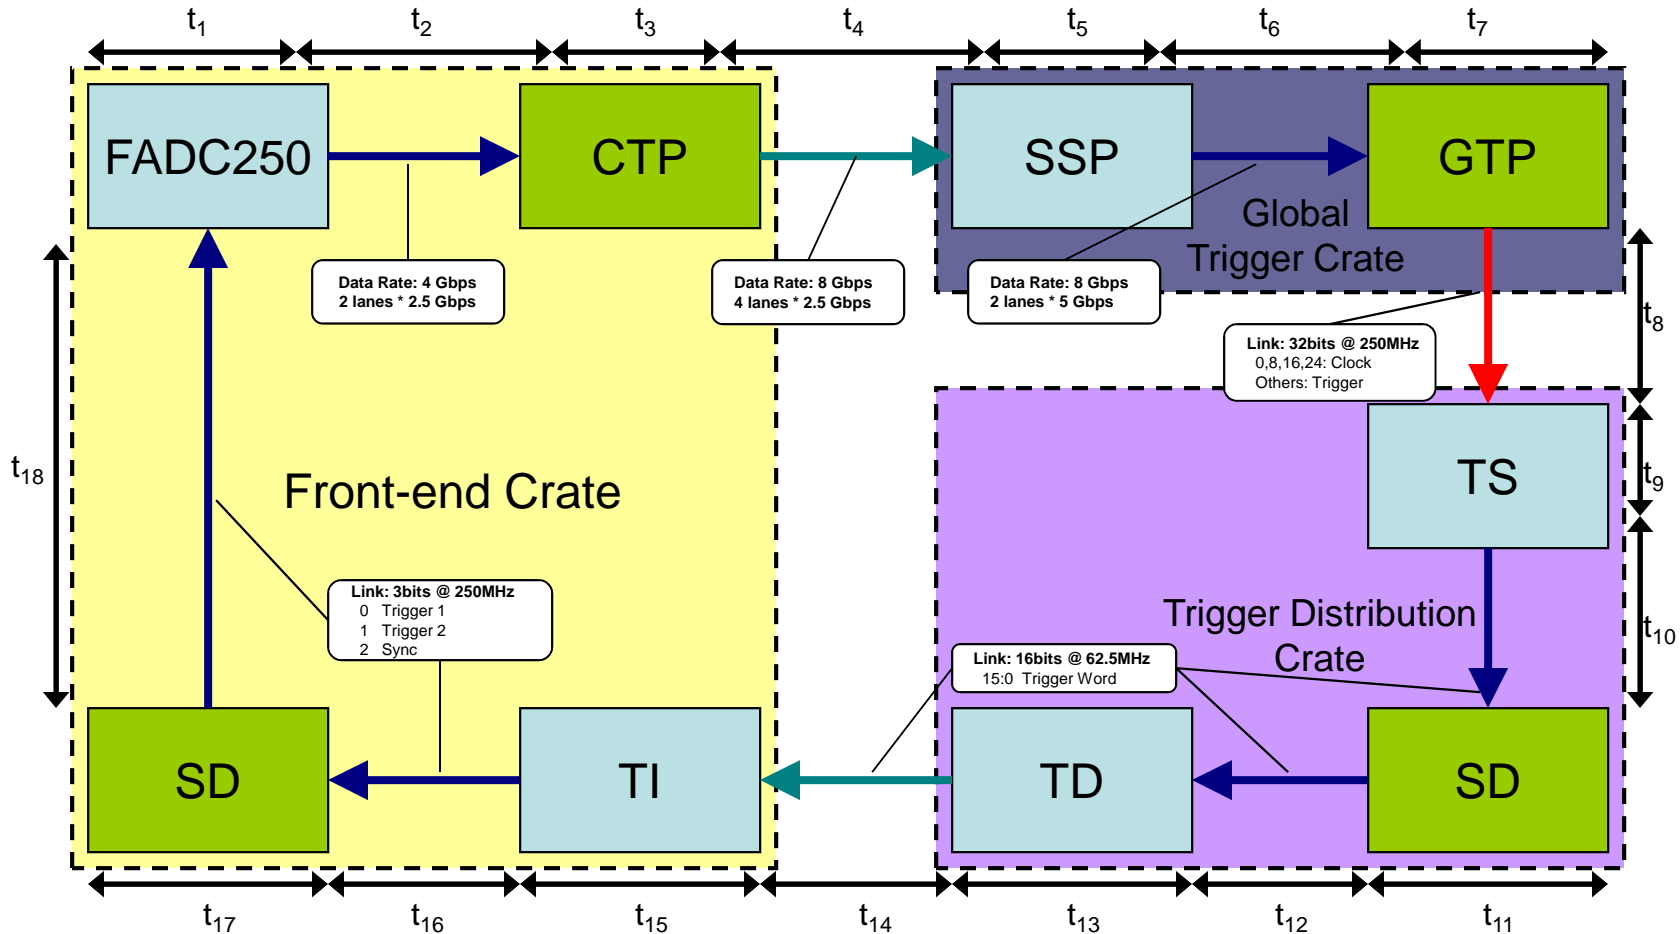 t1 t2 t3 t4 t5 t6 t7
FADC250
CTP
SSP
GTP
Global
Trigger Crate
Data Rate: 4 Gbps
2 lanes * 2.5 Gbps
Data Rate: 8 Gbps
4 lanes * 2.5 Gbps
Data Rate: 8 Gbps
2 lanes * 5 Gbps
t8
Link: 32bits @ 250MHz
0,8,16,24: Clock
Others: Trigger
t18
Front-end Crate
TS
t9
Link: 3bits @ 250MHz
0 Trigger 1
1 Trigger 2
2 Sync
Trigger Distribution
Crate
t10
Link: 16bits @ 62.5MHz
15:0 Trigger Word
SD
TI
TD
SD
t17 t16 t15 t14 t13 t12 t11